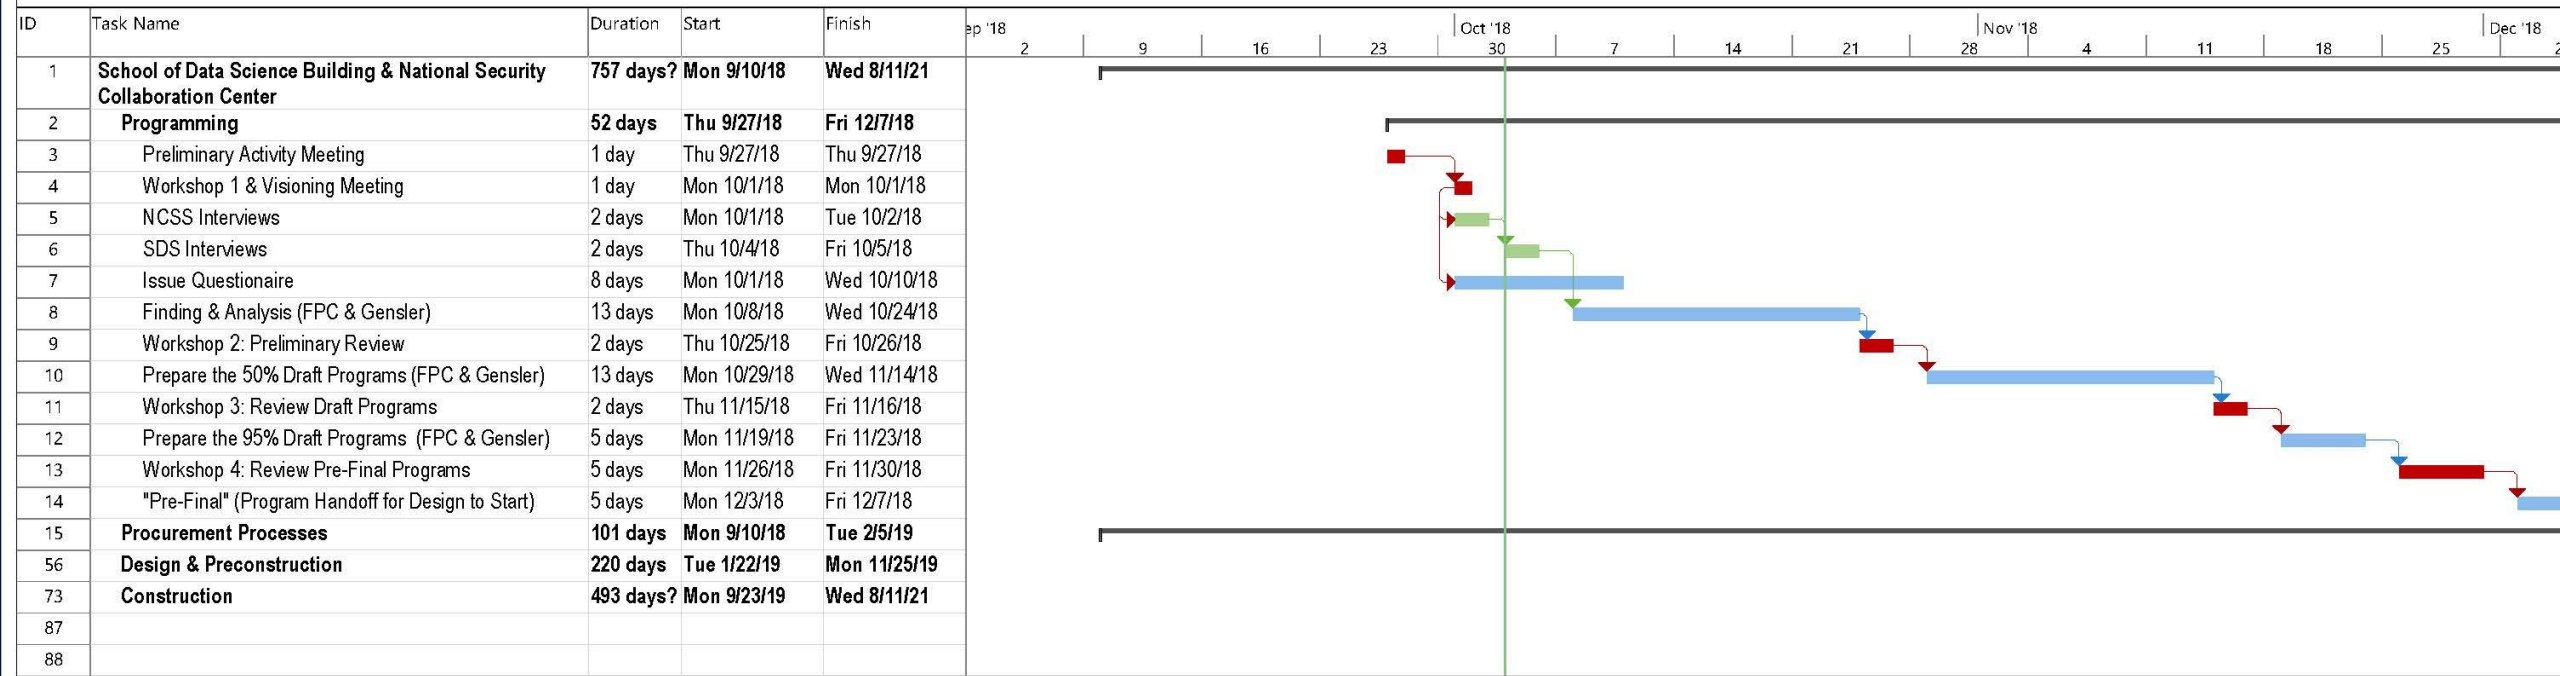 ID Task Name Duration Start Finish ep '18 Oct '18 Nov '18 Dec '18
2 9 16 23 30 7 14 21 28 4 11 18 25
1 School of Data Science Building & National Security 757 days? Mon 9/10/18 Wed 8/11/21
Collaboration Center
2 Programming 52 days Thu 9/27/18 Fri 12/7/18
3 Preliminary Activity Meeting 1 day Thu 9/27/18 Thu 9/27/18
4 Workshop 1 & Visioning Meeting 1 day Mon 10/1/18 Mon 10/1/18
5 NCSS Interviews 2 days Mon 10/1/18 Tue 10/2/18
6 SDS Interviews 2 days Thu 10/4/18 Fri 10/5/18
7 Issue Questionaire 8 days Mon 10/1/18 Wed 10/10/18
8 Finding & Analysis (FPC & Gensler) 13 days Mon 10/8/18 Wed 10/24/18
9 Workshop 2: Preliminary Review 2 days Thu 10/25/18 Fri 10/26/18
10 Prepare the 50% Draft Programs (FPC & Gensler) 13 days Mon 10/29/18 Wed 11/14/18
11 Workshop 3: Review Draft Programs 2 days Thu 11/15/18 Fri 11/16/18
12 Prepare the 95% Draft Programs (FPC & Gensler) 5 days Mon 11/19/18 Fri 11/23/18
13 Workshop 4: Review Pre-Final Programs 5 days Mon 11/26/18 Fri 11/30/18
14 "Pre-Final" (Program Handoff for Design to Start) 5 days Mon 12/3/18 Fri 12/7/18
15 Procurement Processes 101 days Mon 9/10/18 Tue 2/5/19
56 Design & Preconstruction 220 days Tue 1/22/19 Mon 11/25/19
73 Construction 493 days? Mon 9/23/19 Wed 8/11/21
87
88